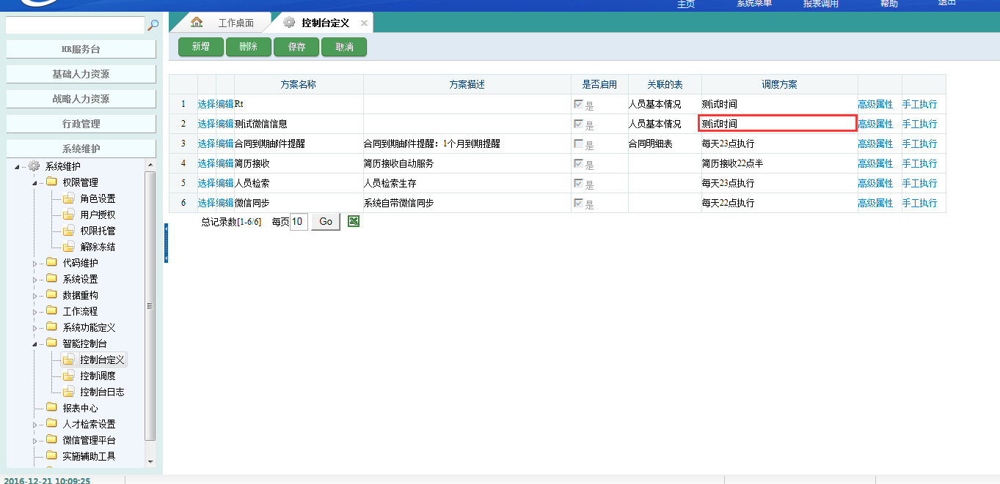 主页 系统菜单 报表调用 帮助 退出
工作桌面 控制台定义
新增 删除 保存 取消
HR服务台
基础人力资源
战略人力资源
行政管理
系统维护
系统维护
权限管理
角色设置
用户授权
权限托管
解除冻结
代码维护
系统设置
数据重构
工作流程
系统功能定义
智能控制台
控制台定义
控制调度
控制台日志
报表中心
人才检索设置
微信管理平台
实施辅助工具
方案名称 方案描述 是否启用 关联的表 调度方案
1 选择 编辑 Rt 是 人员基本情况 测试时间 高级属性 手工执行
2 选择 编辑 测试微信信息 是 人员基本情况 测试时间 高级属性 手工执行
3 选择 编辑 合同到期邮件提醒 合同到期邮件提醒：1个月到期提醒 是 合同明细表 每天23点执行 高级属性 手工执行
4 选择 编辑 简历接收 简历接收自动服务 是 简历接收22点半 高级属性 手工执行
5 选择 编辑 人员检索 人员检索生存 是 每天23点执行 高级属性 手工执行
6 选择 编辑 微信同步 系统自带微信同步 是 每天22点执行 高级属性 手工执行
总记录数[1-6/6] 每页 10 Go
2016-12-21 10:09:25